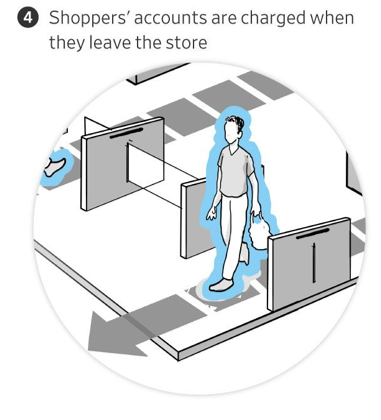 4 Shoppers’ accounts are charged when
they leave the store